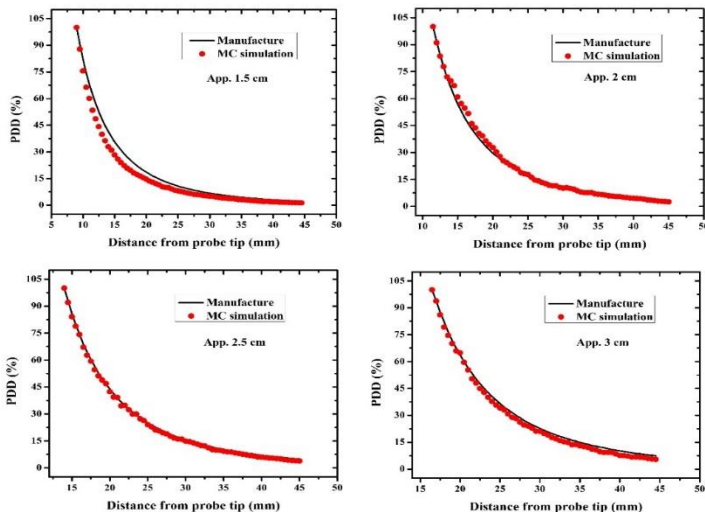 105
90
75
60
45
30
15
0
PDD (%)
Manufacture
MC simulation
App. 1.5 cm
5 10 15 20 25 30 35 40 45 50
Distance from probe tip (mm)
105
90
75
60
45
30
15
0
PDD (%)
Manufacture
MC simulation
App. 2 cm
10 15 20 25 30 35 40 45 50
Distance from probe tip (mm)
105
90
75
60
45
30
15
0
PDD (%)
Manufacture
MC simulation
App. 2.5 cm
15 20 25 30 35 40 45 50
Distance from probe tip (mm)
105
90
75
60
45
30
15
0
PDD (%)
Manufacture
MC simulation
App. 3 cm
15 20 25 30 35 40 45 50
Distance from probe tip (mm)